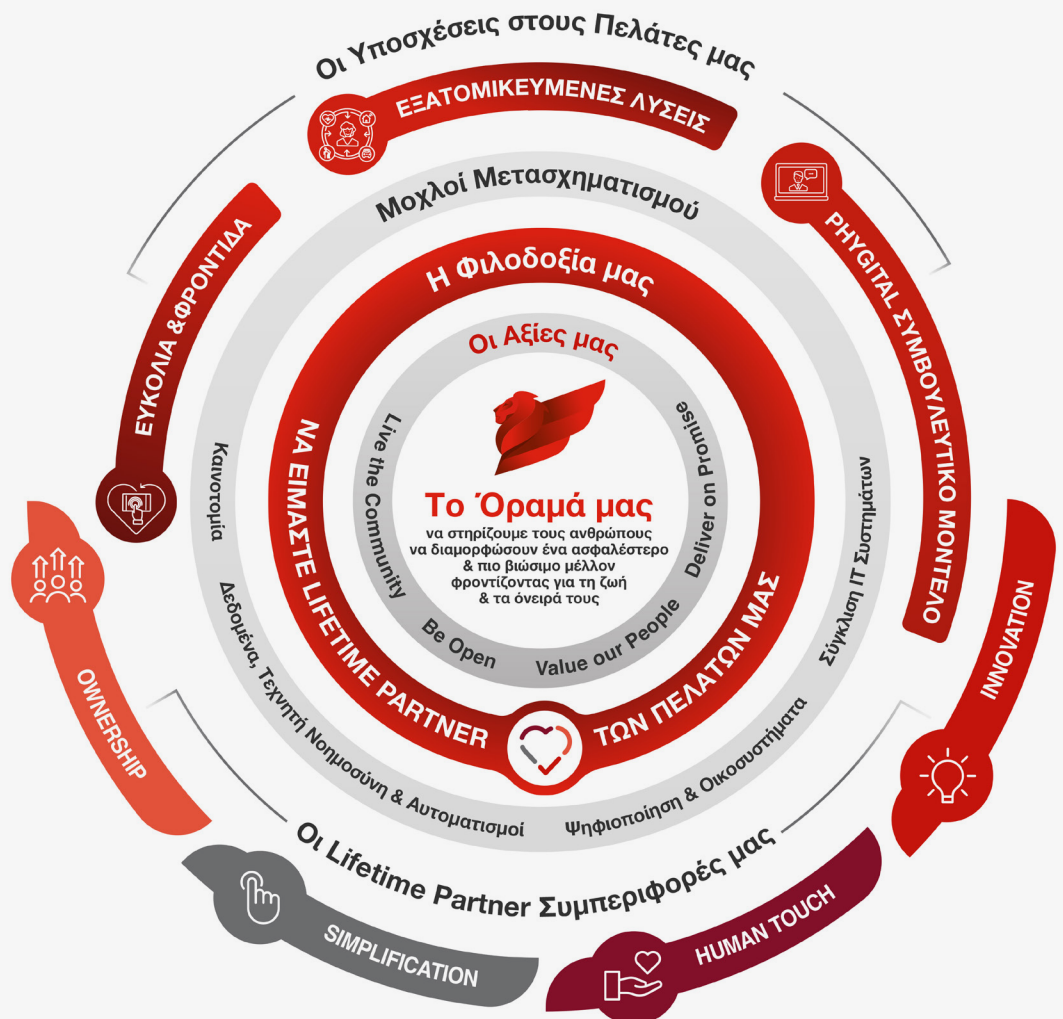 Οι Υποσχέσεις στους Πελάτες μας
ΕΥΚΟΛΙΑ &ΦΡΟΝΤΙΔΑ
ΕΞΑΤΟΜΙΚΕΥΜΕΝΕΣ ΛΥΣΕΙΣ
PHYGITAL ΣΥΜΒΟΥΛΕΥΤΙΚΟ ΜΟΝΤΕΛΟ
Μοχλοί Μετασχηματισμού
Καινοτομία
Δεδομένα, Τεχνητή Νοημοσύνη & Αυτοματισμοί
Ψηφιοποίηση & Οικοσυστήματα
Σύγκλιση IT Συστημάτων
Η Φιλοδοξία μας
ΝΑ ΕΙΜΑΣΤΕ LIFETIME PARTNER
ΤΩΝ ΠΕΛΑΤΩΝ ΜΑΣ
Οι Αξίες μας
Live the Community
Be Open
Value our People
Deliver on Promise
Το Όραμά μας
να στηρίζουμε τους ανθρώπους
να διαμορφώσουν ένα ασφαλέστερο
& πιο βιώσιμο μέλλον
φροντίζοντας για τη ζωή
& τα όνειρά τους
Οι Lifetime Partner Συμπεριφορές μας
OWNERSHIP
SIMPLIFICATION
HUMAN TOUCH
INNOVATION